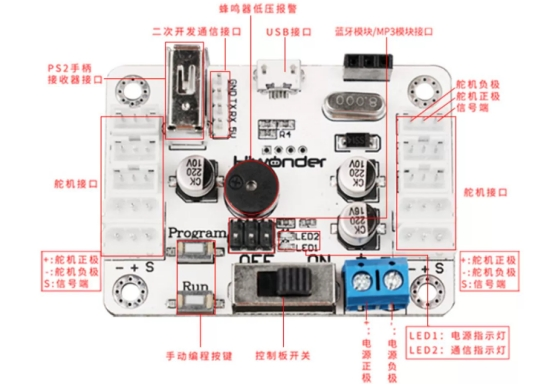 蜂鸣器低压报警
二次开发通信接口
USB接口
蓝牙模块/MP3模块接口
PS2手柄
接收器接口
舵机负极
舵机正极
信号端
GND TX RX 5V
8.000
R4
Hiwonder
CK
220
10V
CK
220
10V
CK
220
16V
舵机接口
舵机接口
Program
LED2
LED1
OFF
ON
Run
- + S
- + S
+:舵机正极
-:舵机负极
S:信号端
+:舵机正极
-:舵机负极
S:信号端
+ -
手动编程按键
控制板开关
+:电源正极
-:电源负极
LED1:电源指示灯
LED2:通信指示灯